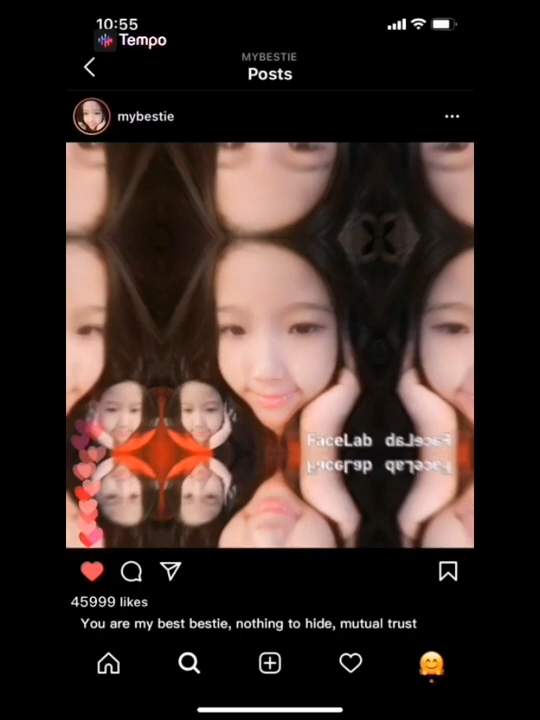 10:55
Tempo
MYBESTIE
Posts
mybestie
FaceLab
45999 likes
You are my best bestie, nothing to hide, mutual trust